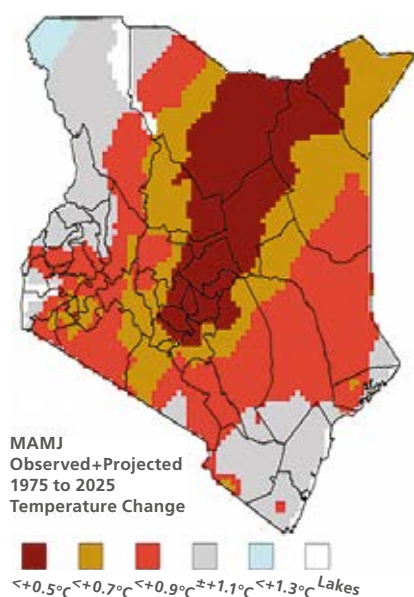 MAMJ
Observed+Projected
1975 to 2025
Temperature Change
<+0.5°C <+0.7°C <+0.9°C ±+1.1°C <+1.3°C Lakes